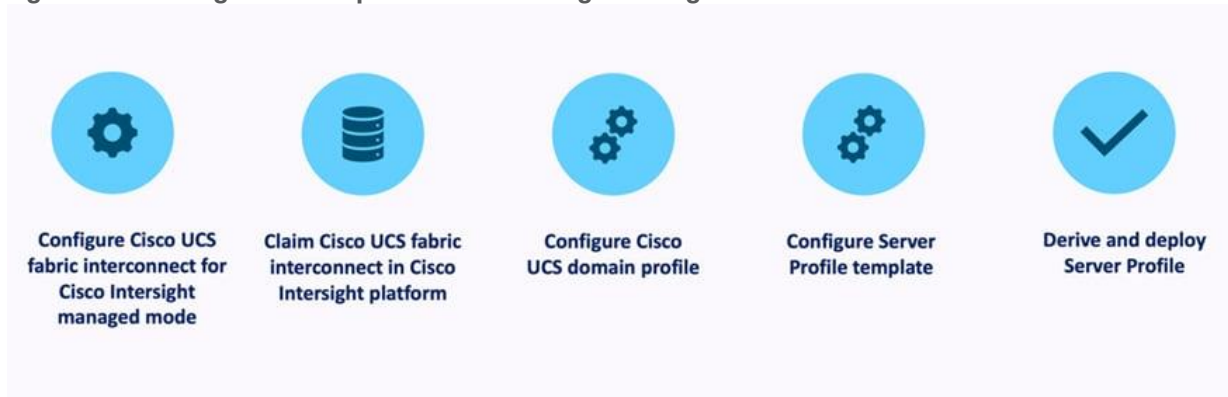 Configure Cisco UCS
fabric interconnect for
Cisco Intersight
managed mode
Claim Cisco UCS fabric
interconnect in Cisco
Intersight platform
Configure Cisco
UCS domain profile
Configure Server
Profile template
Derive and deploy
Server Profile